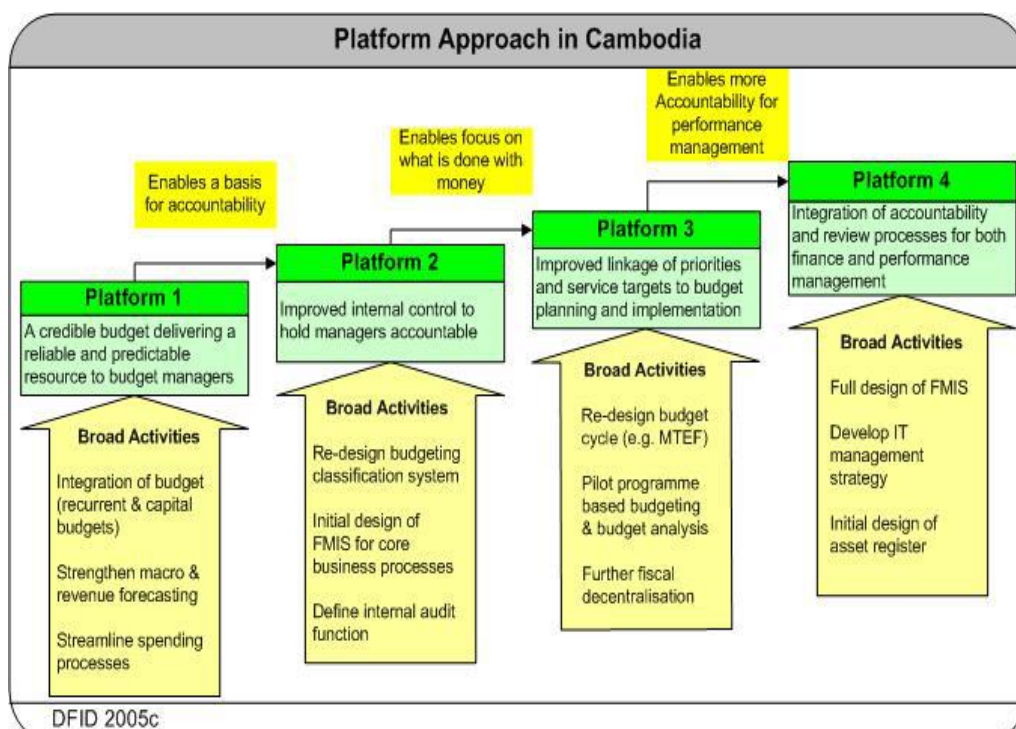 Platform Approach in Cambodia
Enables a basis
for accountability
Enables focus on
what is done with
money
Enables more
Accountability for
performance
management
Platform 1
A credible budget delivering a
reliable and predictable
resource to budget managers
Broad Activities
Integration of budget
(recurrent & capital
budgets)
Strengthen macro &
revenue forecasting
Streamline spending
processes
Platform 2
Improved internal control to
hold managers accountable
Broad Activities
Re-design budgeting
classification system
Initial design of
FMIS for core
business processes
Define internal audit
function
Platform 3
Improved linkage of priorities
and service targets to budget
planning and implementation
Broad Activities
Re-design budget
cycle (e.g. MTEF)
Pilot programme
based budgeting
& budget analysis
Further fiscal
decentralisation
Platform 4
Integration of accountability
and review processes for both
finance and performance
management
Broad Activities
Full design of FMIS
Develop IT
management
strategy
Initial design of
asset register
DFID 2005c